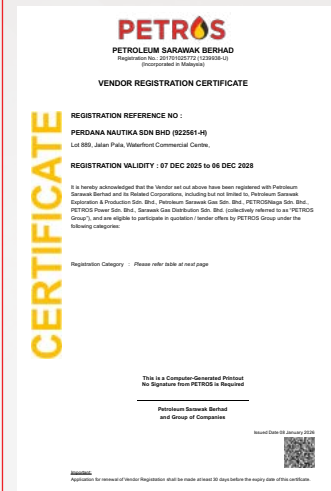 PETROS
PETROLEUM SARAWAK BERHAD
Registration No.: 201701025772 (1239938-U)
(Incorporated in Malaysia)
VENDOR REGISTRATION CERTIFICATE
CERTIFICATE
REGISTRATION REFERENCE NO :
PERDANA NAUTIKA SDN BHD (922561-H)
Lot 889, Jalan Pala, Waterfront Commercial Centre,
REGISTRATION VALIDITY : 07 DEC 2025 to 06 DEC 2028
It is hereby acknowledged that the Vendor set out above have been registered with Petroleum
Sarawak Berhad and its Related Corporations, including but not limited to, Petroleum Sarawak
Exploration & Production Sdn. Bhd., Petroleum Sarawak Gas Sdn. Bhd., PETROSNiaga Sdn. Bhd.,
PETROS Power Sdn. Bhd., Sarawak Gas Distribution Sdn. Bhd. (collectively referred to as "PETROS
Group"), and are eligible to participate in quotation / tender offers by PETROS Group under the
following categories:
Registration Category : Please refer table at next page
This is a Computer-Generated Printout
No Signature from PETROS is Required
Petroleum Sarawak Berhad
and Group of Companies
Issued Date 08 January 2026
Important:
Application for renewal of Vendor Registration shall be made at least 30 days before the expiry date of this certificate.